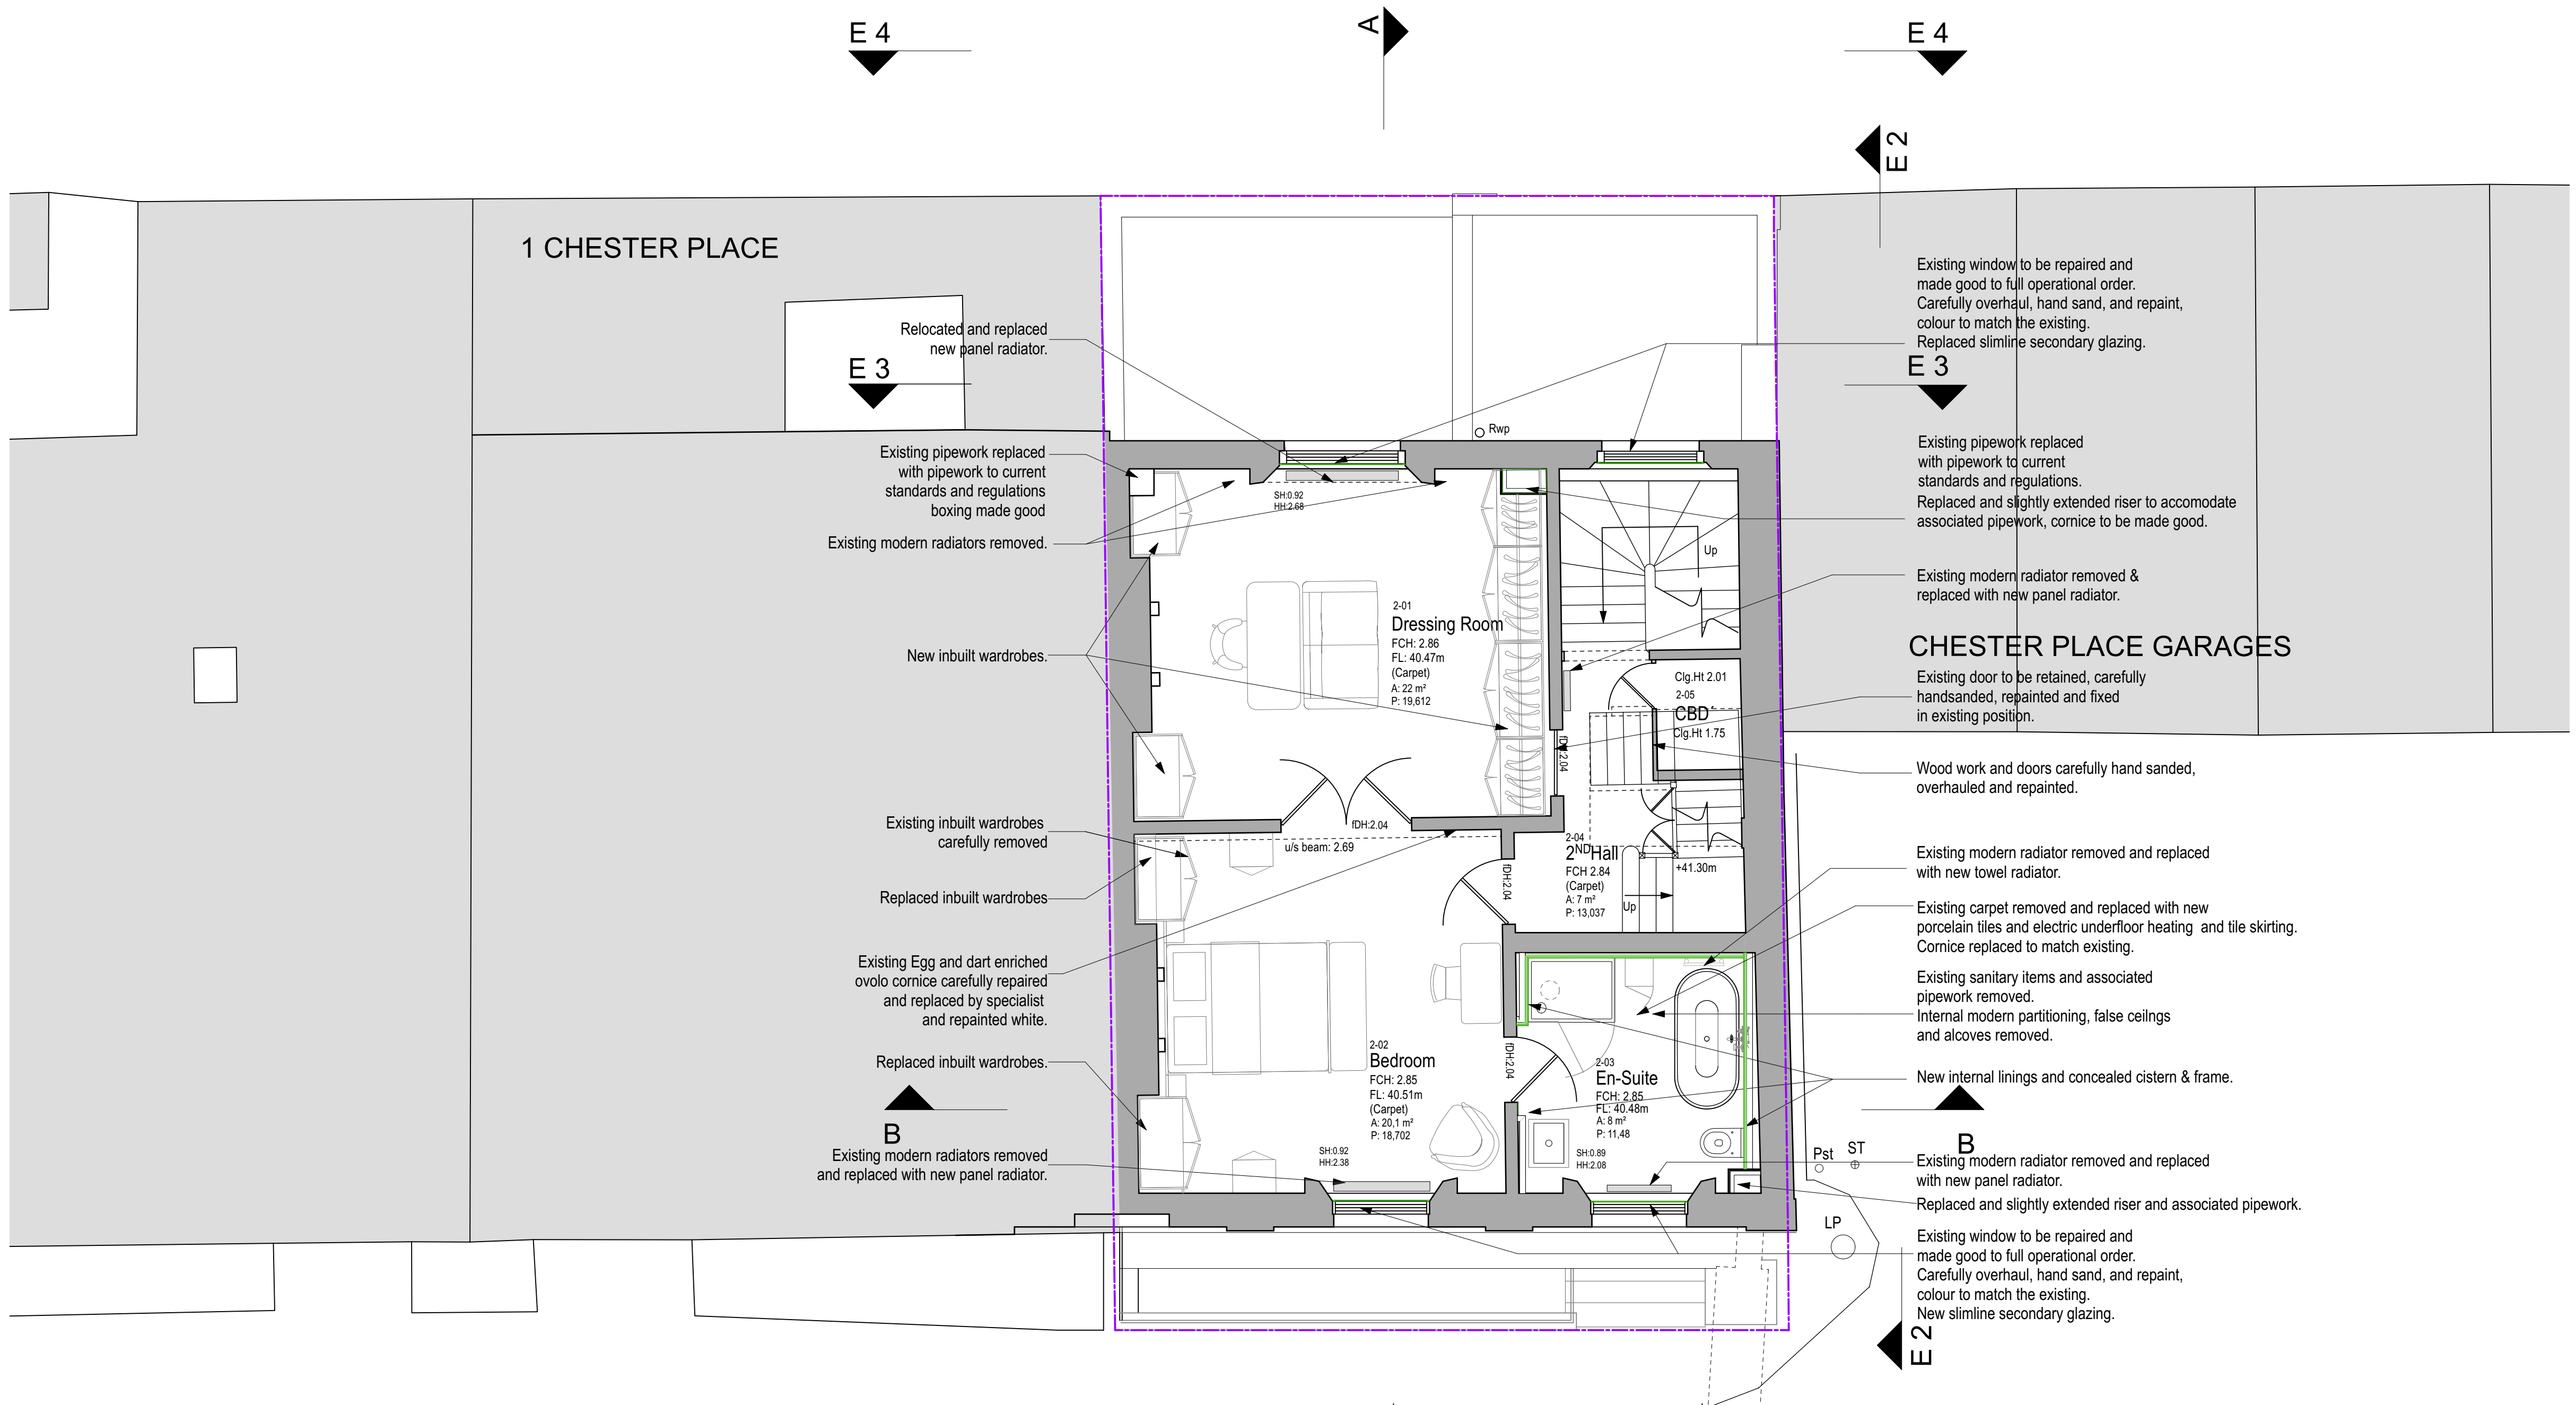 E 4
A
E 4
E 2
1 CHESTER PLACE
Relocated and replaced
new panel radiator.
E 3
Existing pipework replaced
with pipework to current
standards and regulations
boxing made good
Existing modern radiators removed.
New inbuilt wardrobes.
Existing inbuilt wardrobes
carefully removed
Replaced inbuilt wardrobes
Existing Egg and dart enriched
ovolo cornice carefully repaired
and replaced by specialist
and repainted white.
Replaced inbuilt wardrobes.
B
Existing modern radiators removed
and replaced with new panel radiator.
Rwp
SH:0.92
HH:2.68
Up
2-01
Dressing Room
FCH: 2.86
FL: 40.47m
(Carpet)
A: 22 m²
P: 19,612
Clg.Ht 2.01
2-05
CBD
Clg.Ht 1.75
fDH:2.04
fDH:2.04
u/s beam: 2.69
2-04
2ND Hall
FCH 2.84
(Carpet)
A: 7 m²
P: 13,037
+41.30m
Up
fDH:2.04
fDH:2.04
2-02
Bedroom
FCH: 2.85
FL: 40.51m
(Carpet)
A: 20,1 m²
P: 18,702
2-03
En-Suite
FCH: 2.85
FL: 40.48m
A: 8 m²
P: 11,48
SH:0.92
HH:2.38
SH:0.89
HH:2.08
Existing window to be repaired and
made good to full operational order.
Carefully overhaul, hand sand, and repaint,
colour to match the existing.
Replaced slimline secondary glazing.
E 3
Existing pipework replaced
with pipework to current
standards and regulations.
Replaced and slightly extended riser to accomodate
associated pipework, cornice to be made good.
Existing modern radiator removed &
replaced with new panel radiator.
CHESTER PLACE GARAGES
Existing door to be retained, carefully
handsanded, repainted and fixed
in existing position.
Wood work and doors carefully hand sanded,
overhauled and repainted.
Existing modern radiator removed and replaced
with new towel radiator.
Existing carpet removed and replaced with new
porcelain tiles and electric underfloor heating and tile skirting.
Cornice replaced to match existing.
Existing sanitary items and associated
pipework removed.
Internal modern partitioning, false ceilngs
and alcoves removed.
New internal linings and concealed cistern & frame.
B
Pst
ST
Existing modern radiator removed and replaced
with new panel radiator.
Replaced and slightly extended riser and associated pipework.
LP
Existing window to be repaired and
made good to full operational order.
Carefully overhaul, hand sand, and repaint,
colour to match the existing.
New slimline secondary glazing.
E 2